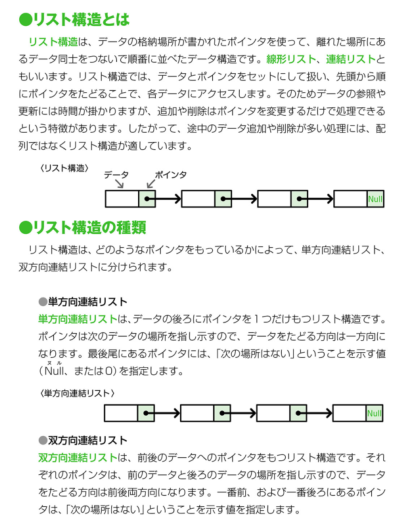 ●リスト構造とは
リスト構造は、データの格納場所が書かれたポインタを使って、離れた場所にあ
るデータ同士をつないで順番に並べたデータ構造です。線形リスト、連結リストと
もいいます。リスト構造では、データとポインタをセットにして扱い、先頭から順
にポインタをたどることで、各データにアクセスします。そのためデータの参照や
更新には時間が掛かりますが、追加や削除はポインタを変更するだけで処理できる
という特徴があります。したがって、途中のデータ追加や削除が多い処理には、配
列ではなくリスト構造が適しています。
〈リスト構造〉
データ ポインタ
Null
●リスト構造の種類
リスト構造は、どのようなポインタをもっているかによって、単方向連結リスト、
双方向連結リストに分けられます。
●単方向連結リスト
単方向連結リストは、データの後ろにポインタを1つだけもつリスト構造です。
ポインタは次のデータの場所を指し示すので、データをたどる方向は一方向に
なります。最後尾にあるポインタには、「次の場所はない」ということを示す値
ヌル
(Null、または0)を指定します。
〈単方向連結リスト〉
Null
●双方向連結リスト
双方向連結リストは、前後のデータへのポインタをもつリスト構造です。それ
ぞれのポインタは、前のデータと後ろのデータの場所を指し示すので、データ
をたどる方向は前後両方向になります。一番前、および一番後ろにあるポイン
タは、「次の場所はない」ということを示す値を指定します。